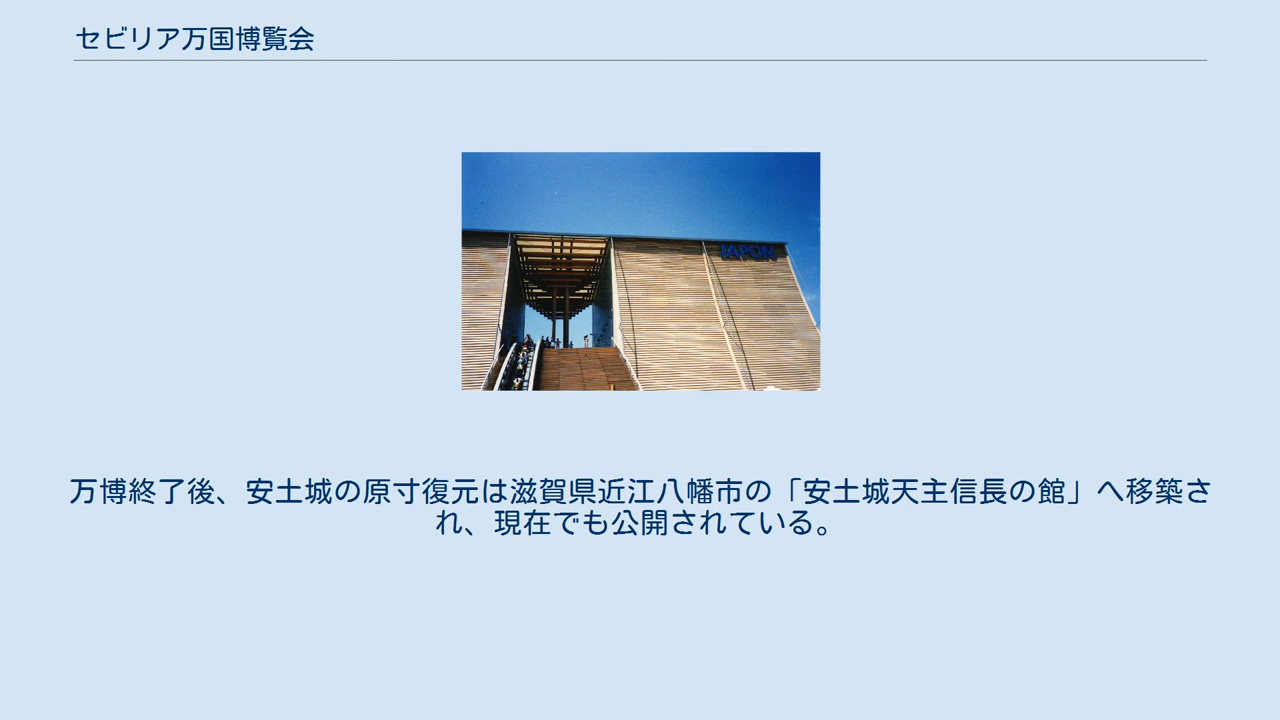 セビリア万国博覧会
JAPON
万博終了後、安土城の原寸復元は滋賀県近江八幡市の「安土城天主信長の館」へ移築さ
れ、現在でも公開されている。